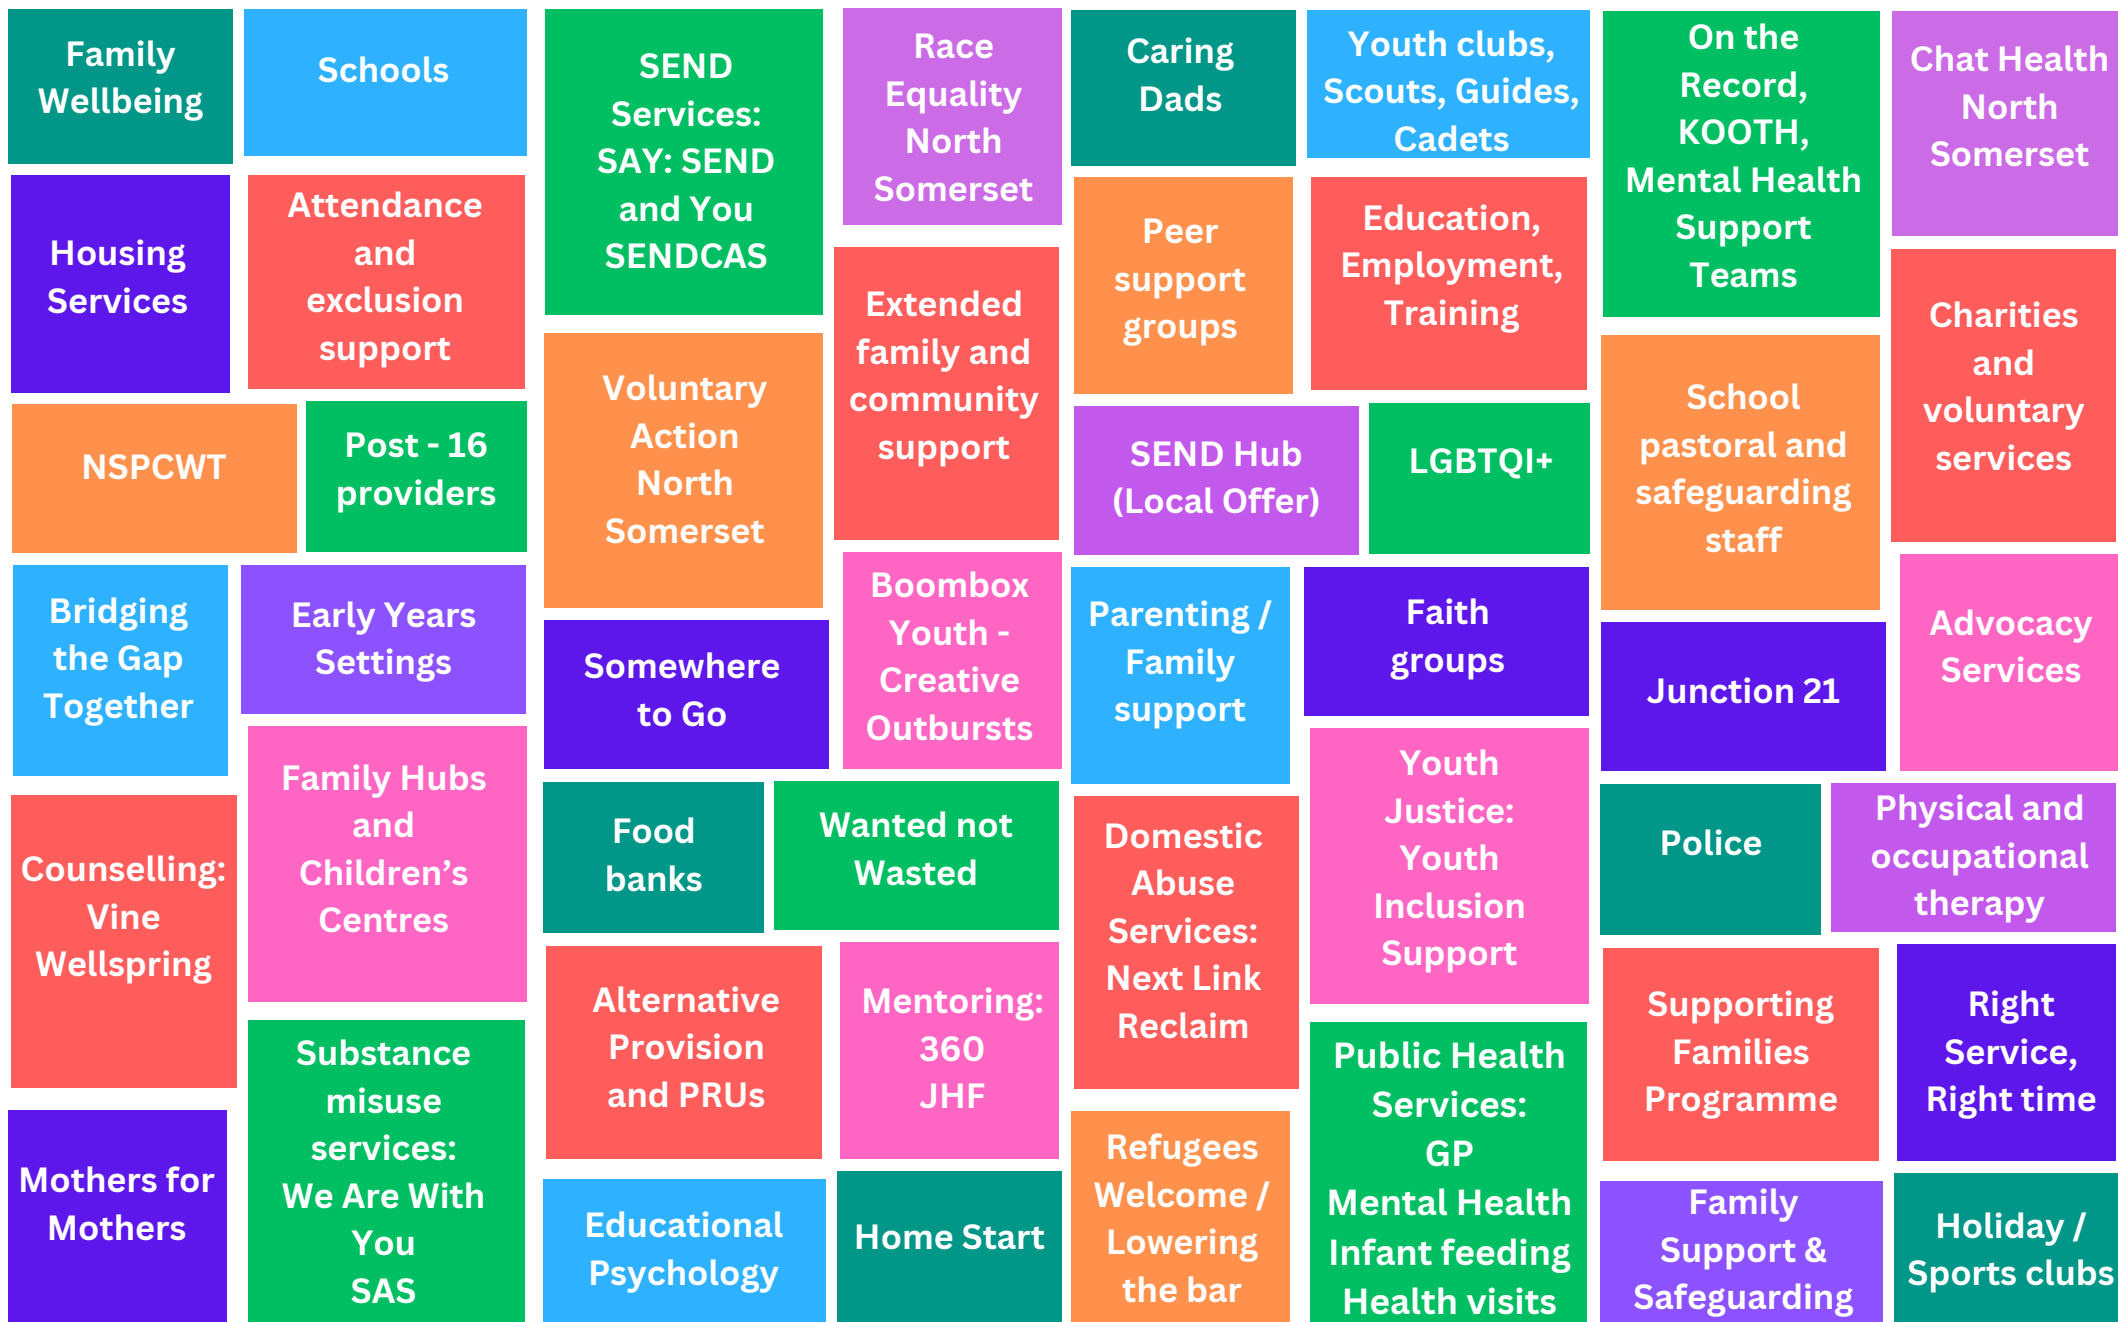 Family
Wellbeing
Schools
SEND
Services:
SAY: SEND
and You
SENDCAS
Race
Equality
North
Somerset
Caring
Dads
Youth clubs,
Scouts, Guides,
Cadets
On the
Record,
KOOTH,
Mental Health
Support
Teams
Chat Health
North
Somerset
Housing
Services
Attendance
and
exclusion
support
Extended
family and
community
support
Peer
support
groups
Education,
Employment,
Training
Charities
and
voluntary
services
Voluntary
Action
North
Somerset
School
pastoral and
safeguarding
staff
NSPCWT
Post - 16
providers
SEND Hub
(Local Offer)
LGBTQI+
Bridging
the Gap
Together
Early Years
Settings
Somewhere
to Go
Boombox
Youth -
Creative
Outbursts
Parenting /
Family
support
Faith
groups
Junction 21
Advocacy
Services
Family Hubs
and
Children’s
Centres
Youth
Justice:
Youth
Inclusion
Support
Counselling:
Vine
Wellspring
Food
banks
Wanted not
Wasted
Domestic
Abuse
Services:
Next Link
Reclaim
Police
Physical and
occupational
therapy
Alternative
Provision
and PRUs
Mentoring:
360
JHF
Supporting
Families
Programme
Right
Service,
Right time
Substance
misuse
services:
We Are With
You
SAS
Public Health
Services:
GP
Mental Health
Infant feeding
Health visits
Mothers for
Mothers
Refugees
Welcome /
Lowering
the bar
Educational
Psychology
Home Start
Family
Support &
Safeguarding
Holiday /
Sports clubs